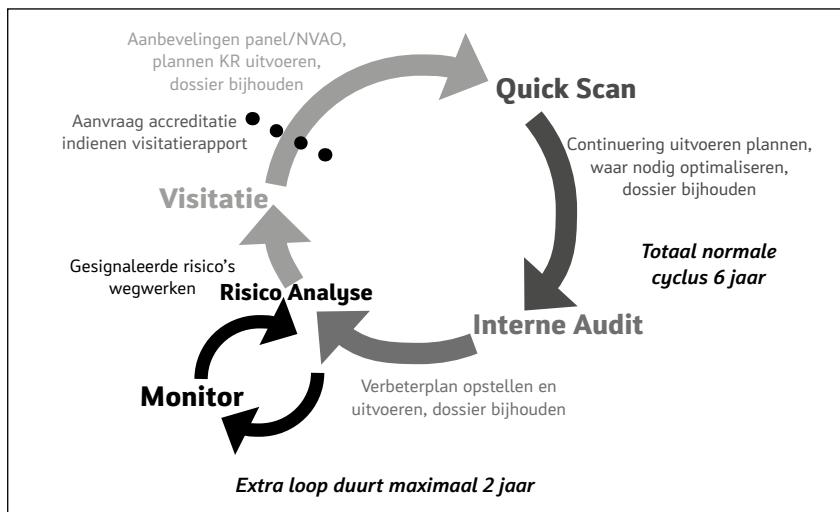 Aanbevelingen panel/NVAO,
plannen KR uitvoeren,
dossier bijhouden
Quick Scan
Aanvraag accreditatie
indienen visitatierapport
Continuering uitvoeren plannen,
waar nodig optimaliseren,
dossier bijhouden
Visitatie
Totaal normale
cyclus 6 jaar
Gesignaleerde risico's
wegwerken
Risico Analyse
Interne Audit
Monitor
Verbeterplan opstellen en
uitvoeren, dossier bijhouden
Extra loop duurt maximaal 2 jaar